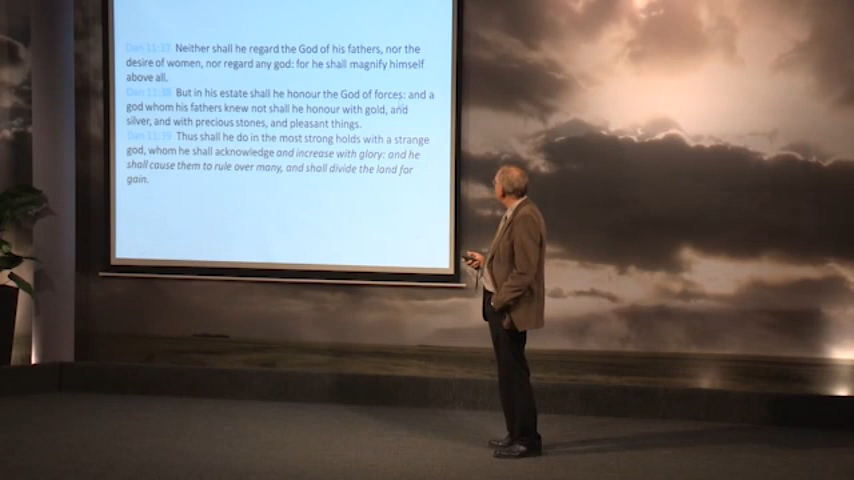 Dan 11:37 Neither shall he regard the God of his fathers, nor the
desire of women, nor regard any god: for he shall magnify himself
above all.
Dan 11:38 But in his estate shall he honour the God of forces: and a
god whom his fathers knew not shall he honour with gold, and
silver, and with precious stones, and pleasant things.
Dan 11:39 Thus shall he do in the most strong holds with a strange
god, whom he shall acknowledge and increase with glory: and he
shall cause them to rule over many, and shall divide the land for
gain.